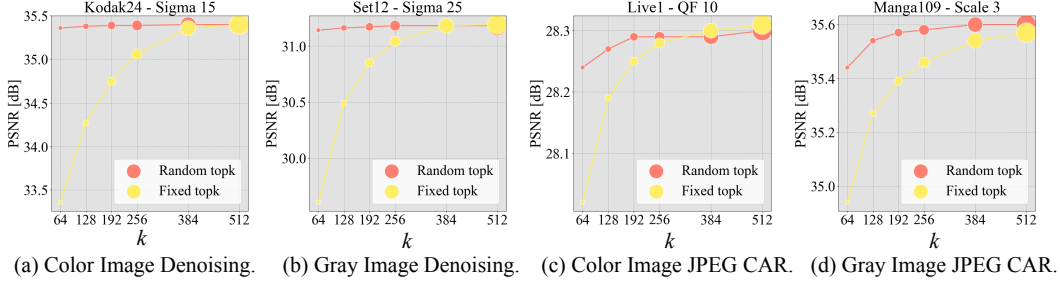 Kodak24 - Sigma 15
PSNR [dB]
35.5
35.0
34.5
34.0
33.5
Random topk
Fixed topk
64 128 192 256 384 512
k
(a) Color Image Denoising.
Set12 - Sigma 25
PSNR [dB]
31.0
30.5
30.0
Random topk
Fixed topk
64 128 192 256 384 512
k
(b) Gray Image Denoising.
Live1 - QF 10
PSNR [dB]
28.3
28.2
28.1
Random topk
Fixed topk
64 128 192 256 384 512
k
(c) Color Image JPEG CAR.
Manga109 - Scale 3
PSNR [dB]
35.6
35.4
35.2
35.0
Random topk
Fixed topk
64 128 192 256 384 512
k
(d) Gray Image JPEG CAR.